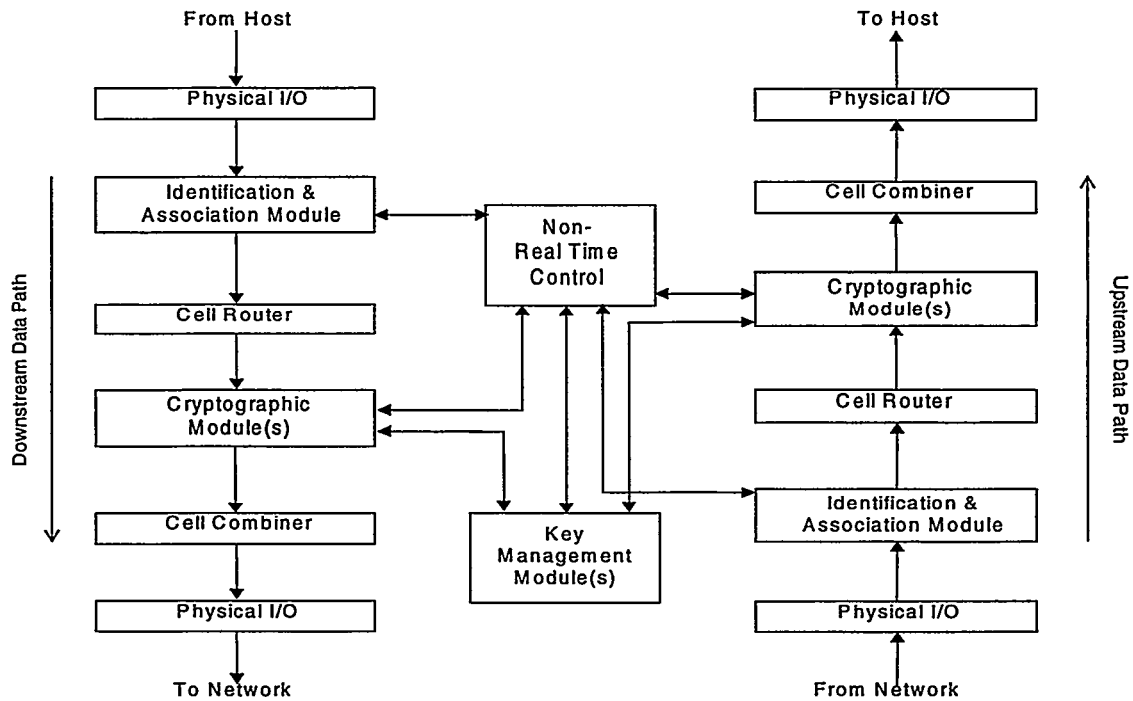 From Host
Physical I/O
Identification &
Association Module
Cell Router
Cryptographic
Module(s)
Cell Combiner
Physical I/O
To Network
Downstream Data Path
Non-
Real Time
Control
Key
Management
Module(s)
To Host
Physical I/O
Cell Combiner
Cryptographic
Module(s)
Cell Router
Identification &
Association Module
Physical I/O
From Network
Upstream Data Path